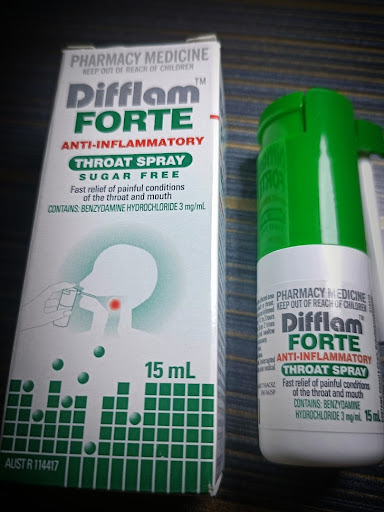 PHARMACY MEDICINE
KEEP OUT OF REACH OF CHILDREN
Difflam™
FORTE
ANTI-INFLAMMATORY
THROAT SPRAY
SUGAR FREE
Fast relief of painful conditions
of the throat and mouth
CONTAINS: BENZYDAMINE HYDROCHLORIDE 3 mg/mL
15 mL
AUST R 114417
FORTE
PHARMACY MEDICINE
KEEP OUT OF REACH OF CHILDREN
Difflam™
FORTE
ANTI-INFLAMMATORY
THROAT SPRAY
Fast relief of painful conditions
of the throat and mouth
CONTAINS: BENZYDAMINE
HYDROCHLORIDE 3 mg/mL
15 mL